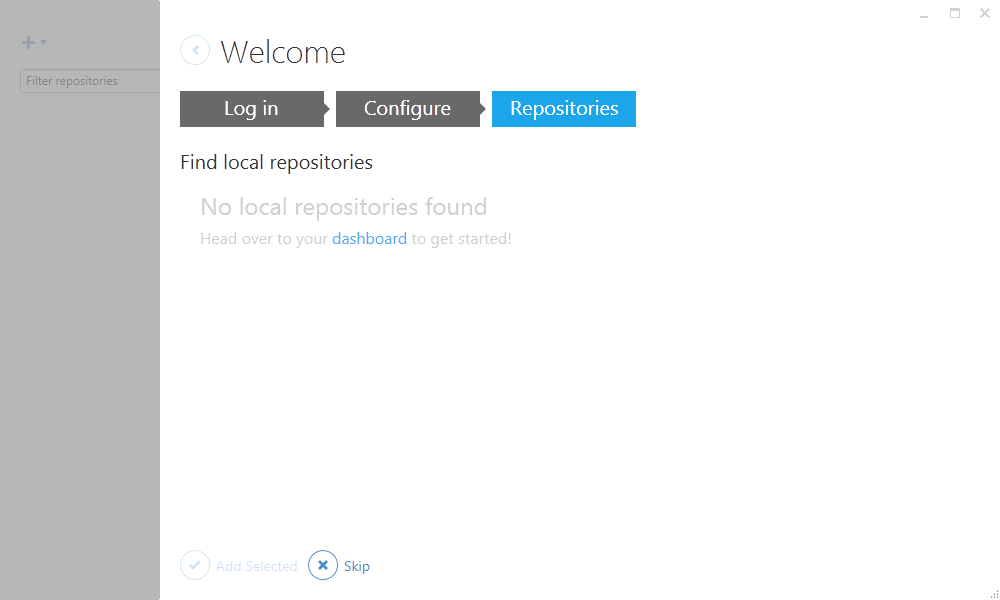 Filter repositories
Welcome
Log in
Configure
Repositories
Find local repositories
No local repositories found
Head over to your dashboard to get started!
Add Selected
Skip